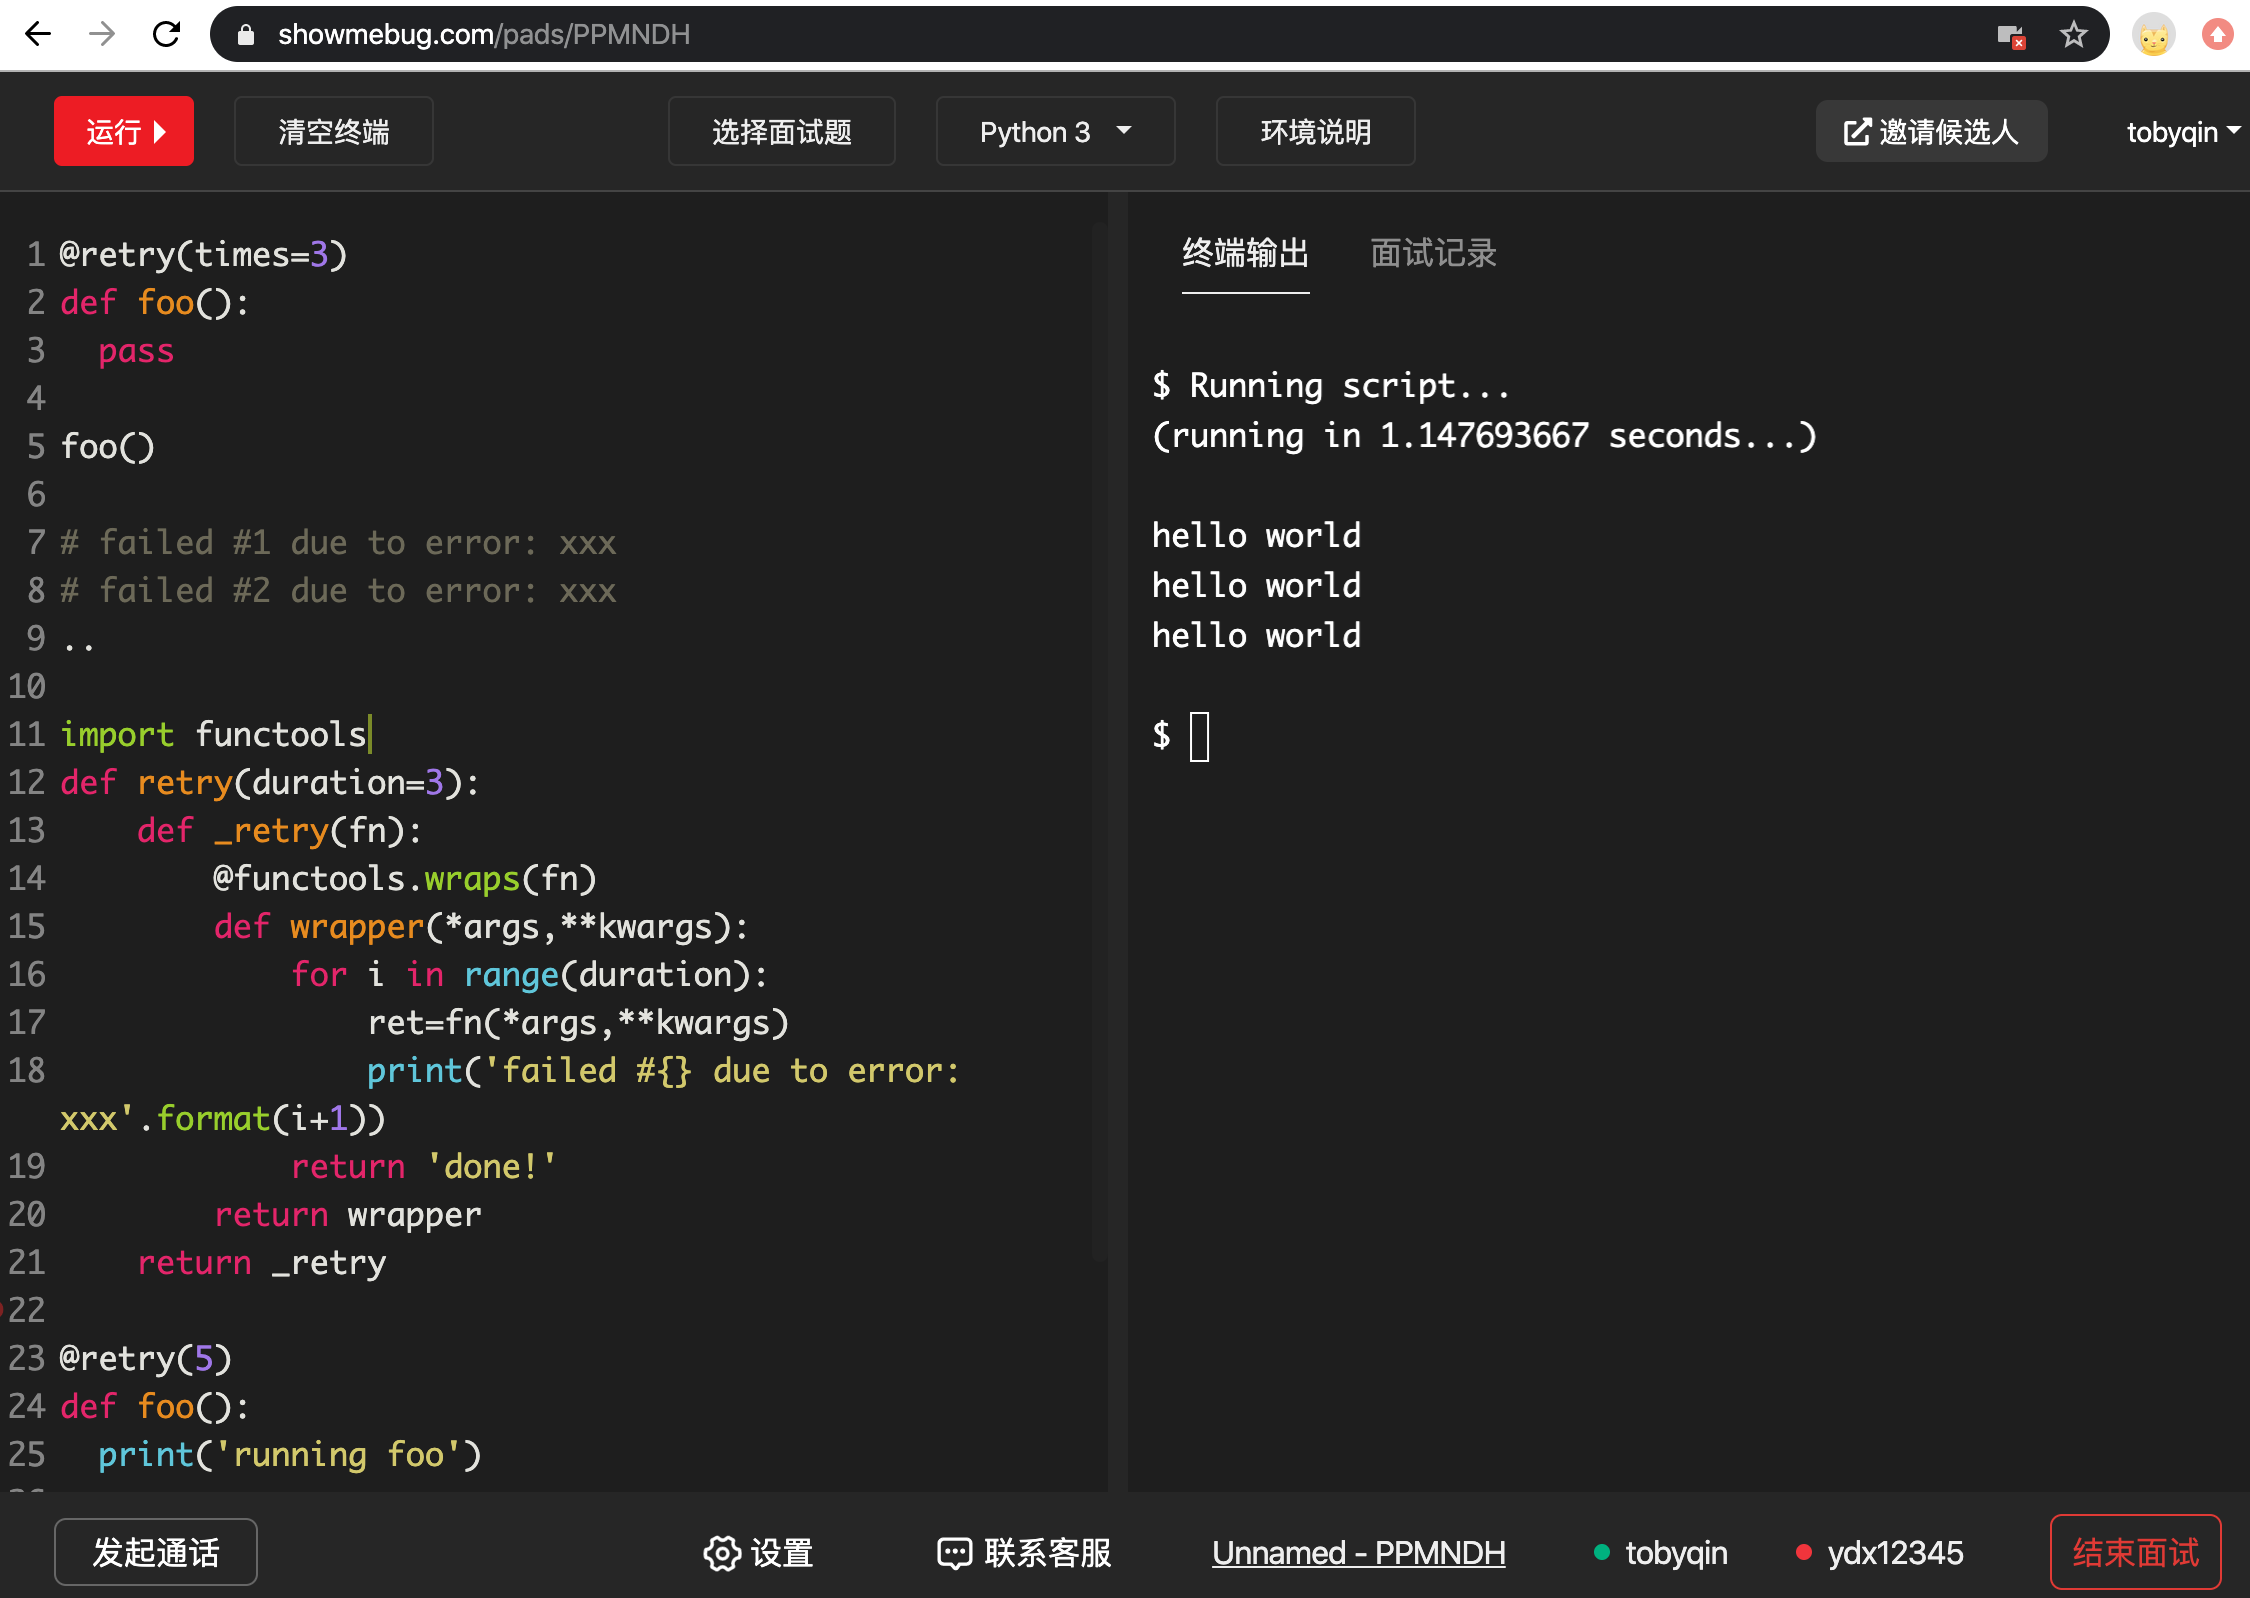 showmebug.com/pads/PPMNDH
运行
清空终端
选择面试题
Python 3
环境说明
邀请候选人
tobyqin
1 @retry(times=3)
2 def foo():
3   pass
4
5 foo()
6
7 # failed #1 due to error: xxx
8 # failed #2 due to error: xxx
9 ..
10
11 import functools
12 def retry(duration=3):
13     def _retry(fn):
14         @functools.wraps(fn)
15         def wrapper(*args,**kwargs):
16             for i in range(duration):
17                 ret=fn(*args,**kwargs)
18                 print('failed #{} due to error:
xxx'.format(i+1))
19             return 'done!'
20         return wrapper
21     return _retry
22
23 @retry(5)
24 def foo():
25   print('running foo')
终端输出
面试记录
$ Running script...
(running in 1.147693667 seconds...)
hello world
hello world
hello world
$
发起通话
设置
联系客服
Unnamed - PPMNDH
tobyqin
ydx12345
结束面试